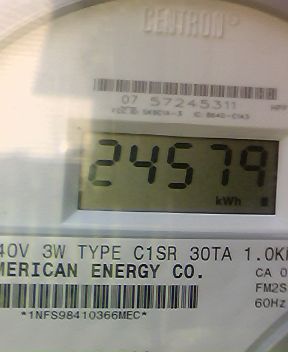 CENTRON®
07 57245311
24579
kWh
40V 3W TYPE C1SR 30TA 1.0K
MERICAN ENERGY CO.
CA 0
FM2S
60Hz
*1NFS98410366MEC*